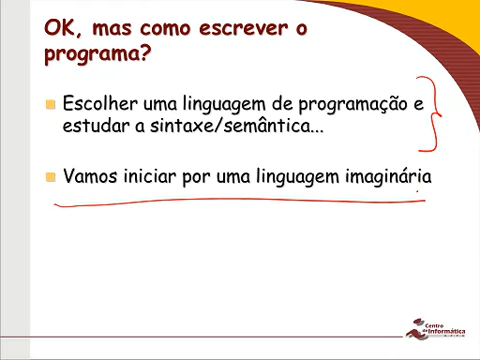 OK, mas como escrever o
programa?
Escolher uma linguagem de programação e
estudar a sintaxe/semântica...
Vamos iniciar por uma linguagem imaginária
Centro
de Informática